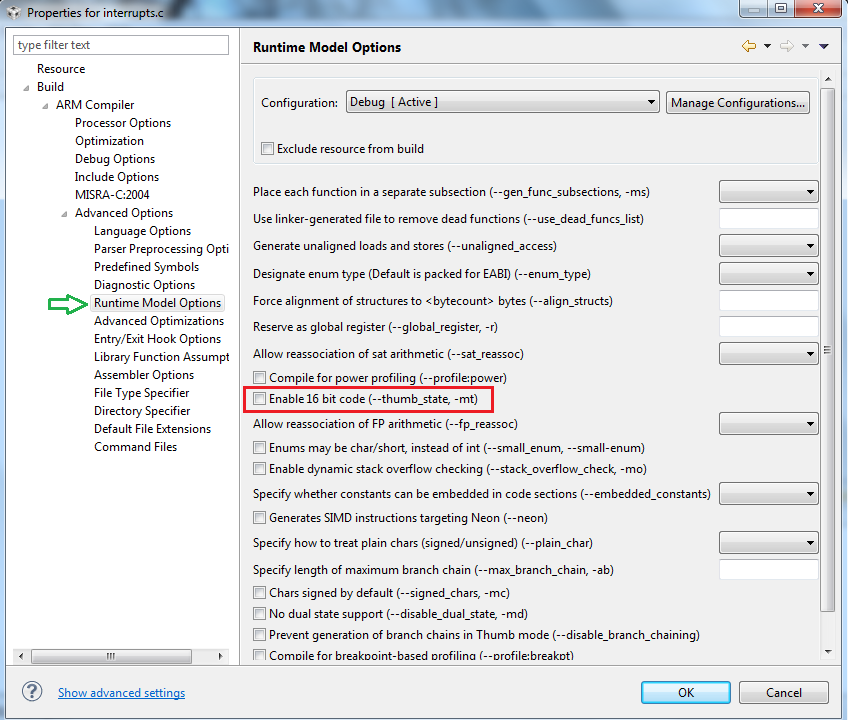 Properties for interrupts.c
type filter text
Resource
Build
ARM Compiler
Processor Options
Optimization
Debug Options
Include Options
MISRA-C:2004
Advanced Options
Language Options
Parser Preprocessing Opti
Predefined Symbols
Diagnostic Options
Runtime Model Options
Advanced Optimizations
Entry/Exit Hook Options
Library Function Assumpt
Assembler Options
File Type Specifier
Directory Specifier
Default File Extensions
Command Files
Runtime Model Options
Configuration: Debug [ Active ] Manage Configurations...
Exclude resource from build
Place each function in a separate subsection (--gen_func_subsections, -ms)
Use linker-generated file to remove dead functions (--use_dead_funcs_list)
Generate unaligned loads and stores (--unaligned_access)
Designate enum type (Default is packed for EABI) (--enum_type)
Force alignment of structures to <bytecount> bytes (--align_structs)
Reserve as global register (--global_register, -r)
Allow reassociation of sat arithmetic (--sat_reassoc)
Compile for power profiling (--profile:power)
Enable 16 bit code (--thumb_state, -mt)
Allow reassociation of FP arithmetic (--fp_reassoc)
Enums may be char/short, instead of int (--small_enum, --small-enum)
Enable dynamic stack overflow checking (--stack_overflow_check, -mo)
Specify whether constants can be embedded in code sections (--embedded_constants)
Generates SIMD instructions targeting Neon (--neon)
Specify how to treat plain chars (signed/unsigned) (--plain_char)
Specify length of maximum branch chain (--max_branch_chain, -ab)
Chars signed by default (--signed_chars, -mc)
No dual state support (--disable_dual_state, -md)
Prevent generation of branch chains in Thumb mode (--disable_branch_chaining)
Compile for breakpoint-based profiling (--profile:breakpt)
? Show advanced settings
OK Cancel